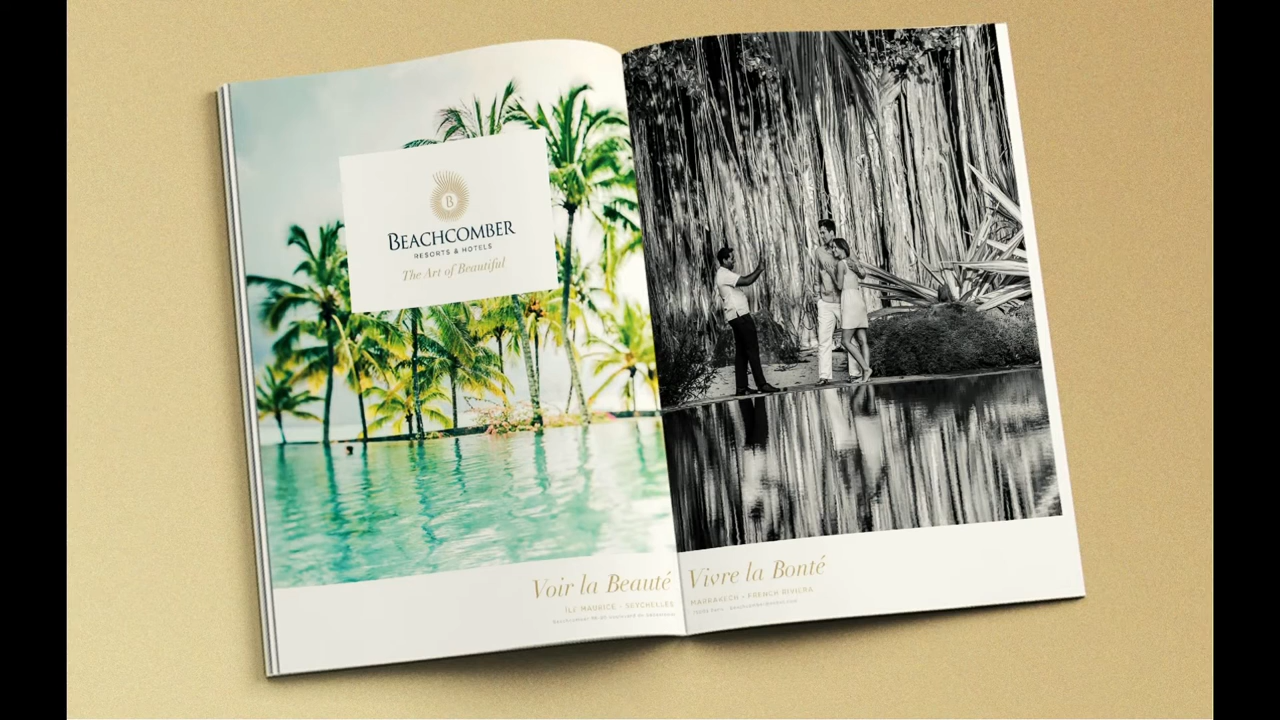 B
BEACHCOMBER
RESORTS & HOTELS
The Art of Beautiful
Voir la Beauté
ÎLE MAURICE • SEYCHELLES
Vivre la Bonté
MARRAKECH • FRENCH RIVIERA